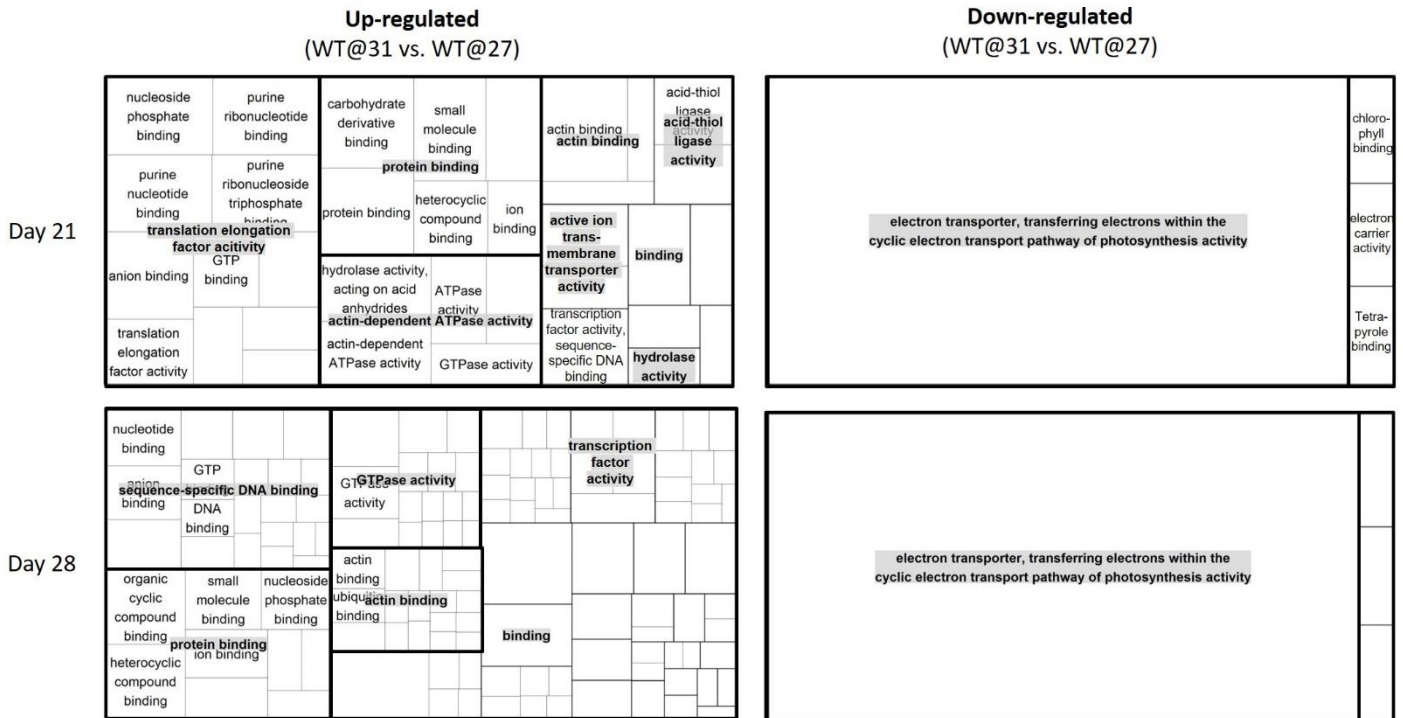 Up-regulated
(WT@31 vs. WT@27)
Down-regulated
(WT@31 vs. WT@27)
Day 21
nucleoside
phosphate
binding
purine
ribonucleotide
binding
purine
nucleotide
binding
purine
ribonucleoside
triphosphate
binding
translation elongation
factor acitivity
anion binding
GTP
binding
translation
elongation
factor activity
carbohydrate
derivative
binding
small
molecule
binding
protein binding
protein binding
heterocyclic
compound
binding
ion
binding
hydrolase activity,
acting on acid
anhydrides
ATPase
activity
actin-dependent ATPase activity
actin-dependent
ATPase activity
GTPase activity
actin binding
actin binding
acid-thiol
ligase
activity
acid-thiol
ligase
activity
active ion
trans-
membrane
transporter
activity
binding
transcription
factor activity,
sequence-
specific DNA
binding
hydrolase
activity
electron transporter, transferring electrons within the
cyclic electron transport pathway of photosynthesis activity
chloro-
phyll
binding
electron
carrier
activity
Tetra-
pyrole
binding
Day 28
nucleotide
binding
anion
binding
GTP
sequence-specific DNA binding
DNA
binding
GTPase activity
GTPase
activity
transcription
factor
activity
organic
cyclic
compound
binding
small
molecule
binding
nucleoside
phosphate
binding
protein binding
ion binding
heterocyclic
compound
binding
actin
binding
ubiquitin
binding
actin binding
binding
electron transporter, transferring electrons within the
cyclic electron transport pathway of photosynthesis activity